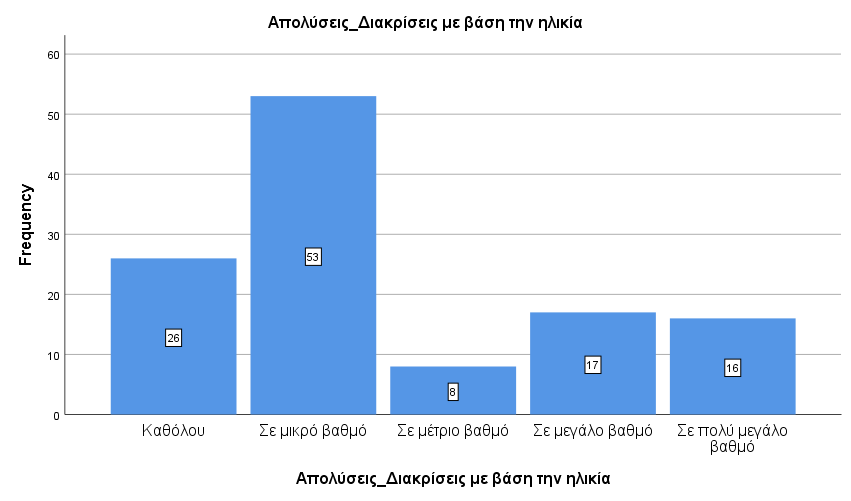 Απολύσεις_Διακρίσεις με βάση την ηλικία
Frequency
60
50
40
30
20
10
0
26
53
8
17
16
Καθόλου
Σε μικρό βαθμό
Σε μέτριο βαθμό
Σε μεγάλο βαθμό
Σε πολύ μεγάλο
βαθμό
Απολύσεις_Διακρίσεις με βάση την ηλικία